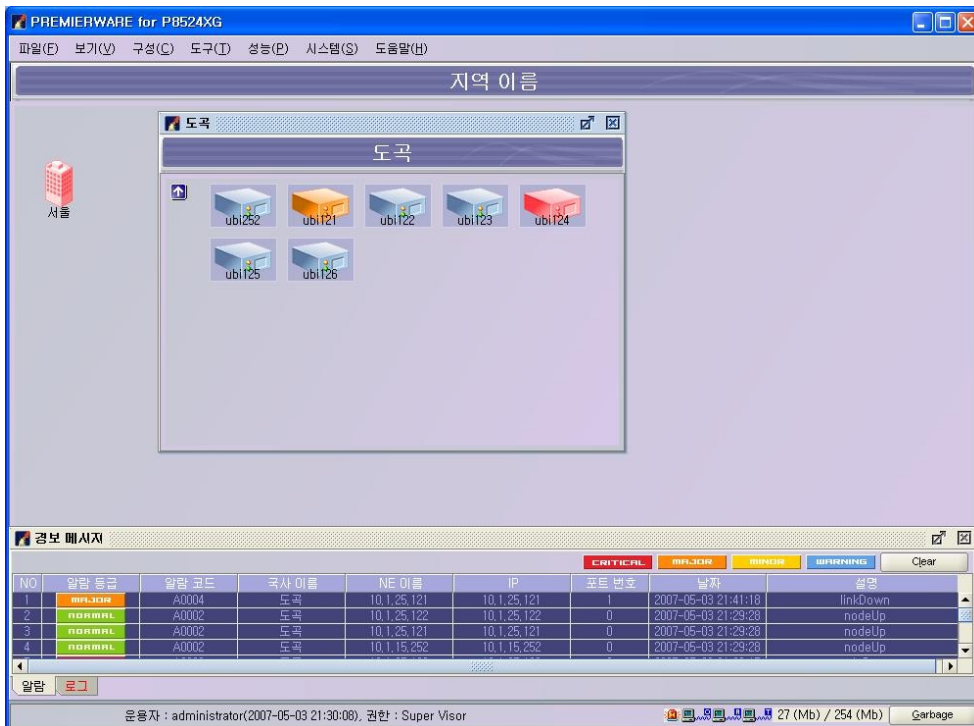 PREMIERWARE for P8524XG
파일(F) 보기(V) 구성(C) 도구(T) 성능(P) 시스템(S) 도움말(H)
지역 이름
도곡
도곡
서울
ubi252 ubi121 ubi122 ubi123 ubi124
ubi125 ubi126
경보 메시지
CRITICAL MAJOR MINOR WARNING Clear
NO 알람 등급 알람 코드 국사 이름 NE 이름 IP 포트 번호 날짜 설명
1 MAJOR A0004 도곡 10,1,25,121 10,1,25,121 1 2007-05-03 21:41:18 linkDown
2 NORMAL A0002 도곡 10,1,25,122 10,1,25,122 0 2007-05-03 21:29:28 nodeUp
3 NORMAL A0002 도곡 10,1,25,121 10,1,25,121 0 2007-05-03 21:29:28 nodeUp
4 NORMAL A0002 도곡 10,1,15,252 10,1,15,252 0 2007-05-03 21:29:28 nodeUp
알람 로그
운용자 : administrator(2007-05-03 21:30:08), 권한 : Super Visor 27 (Mb) / 254 (Mb) Garbage